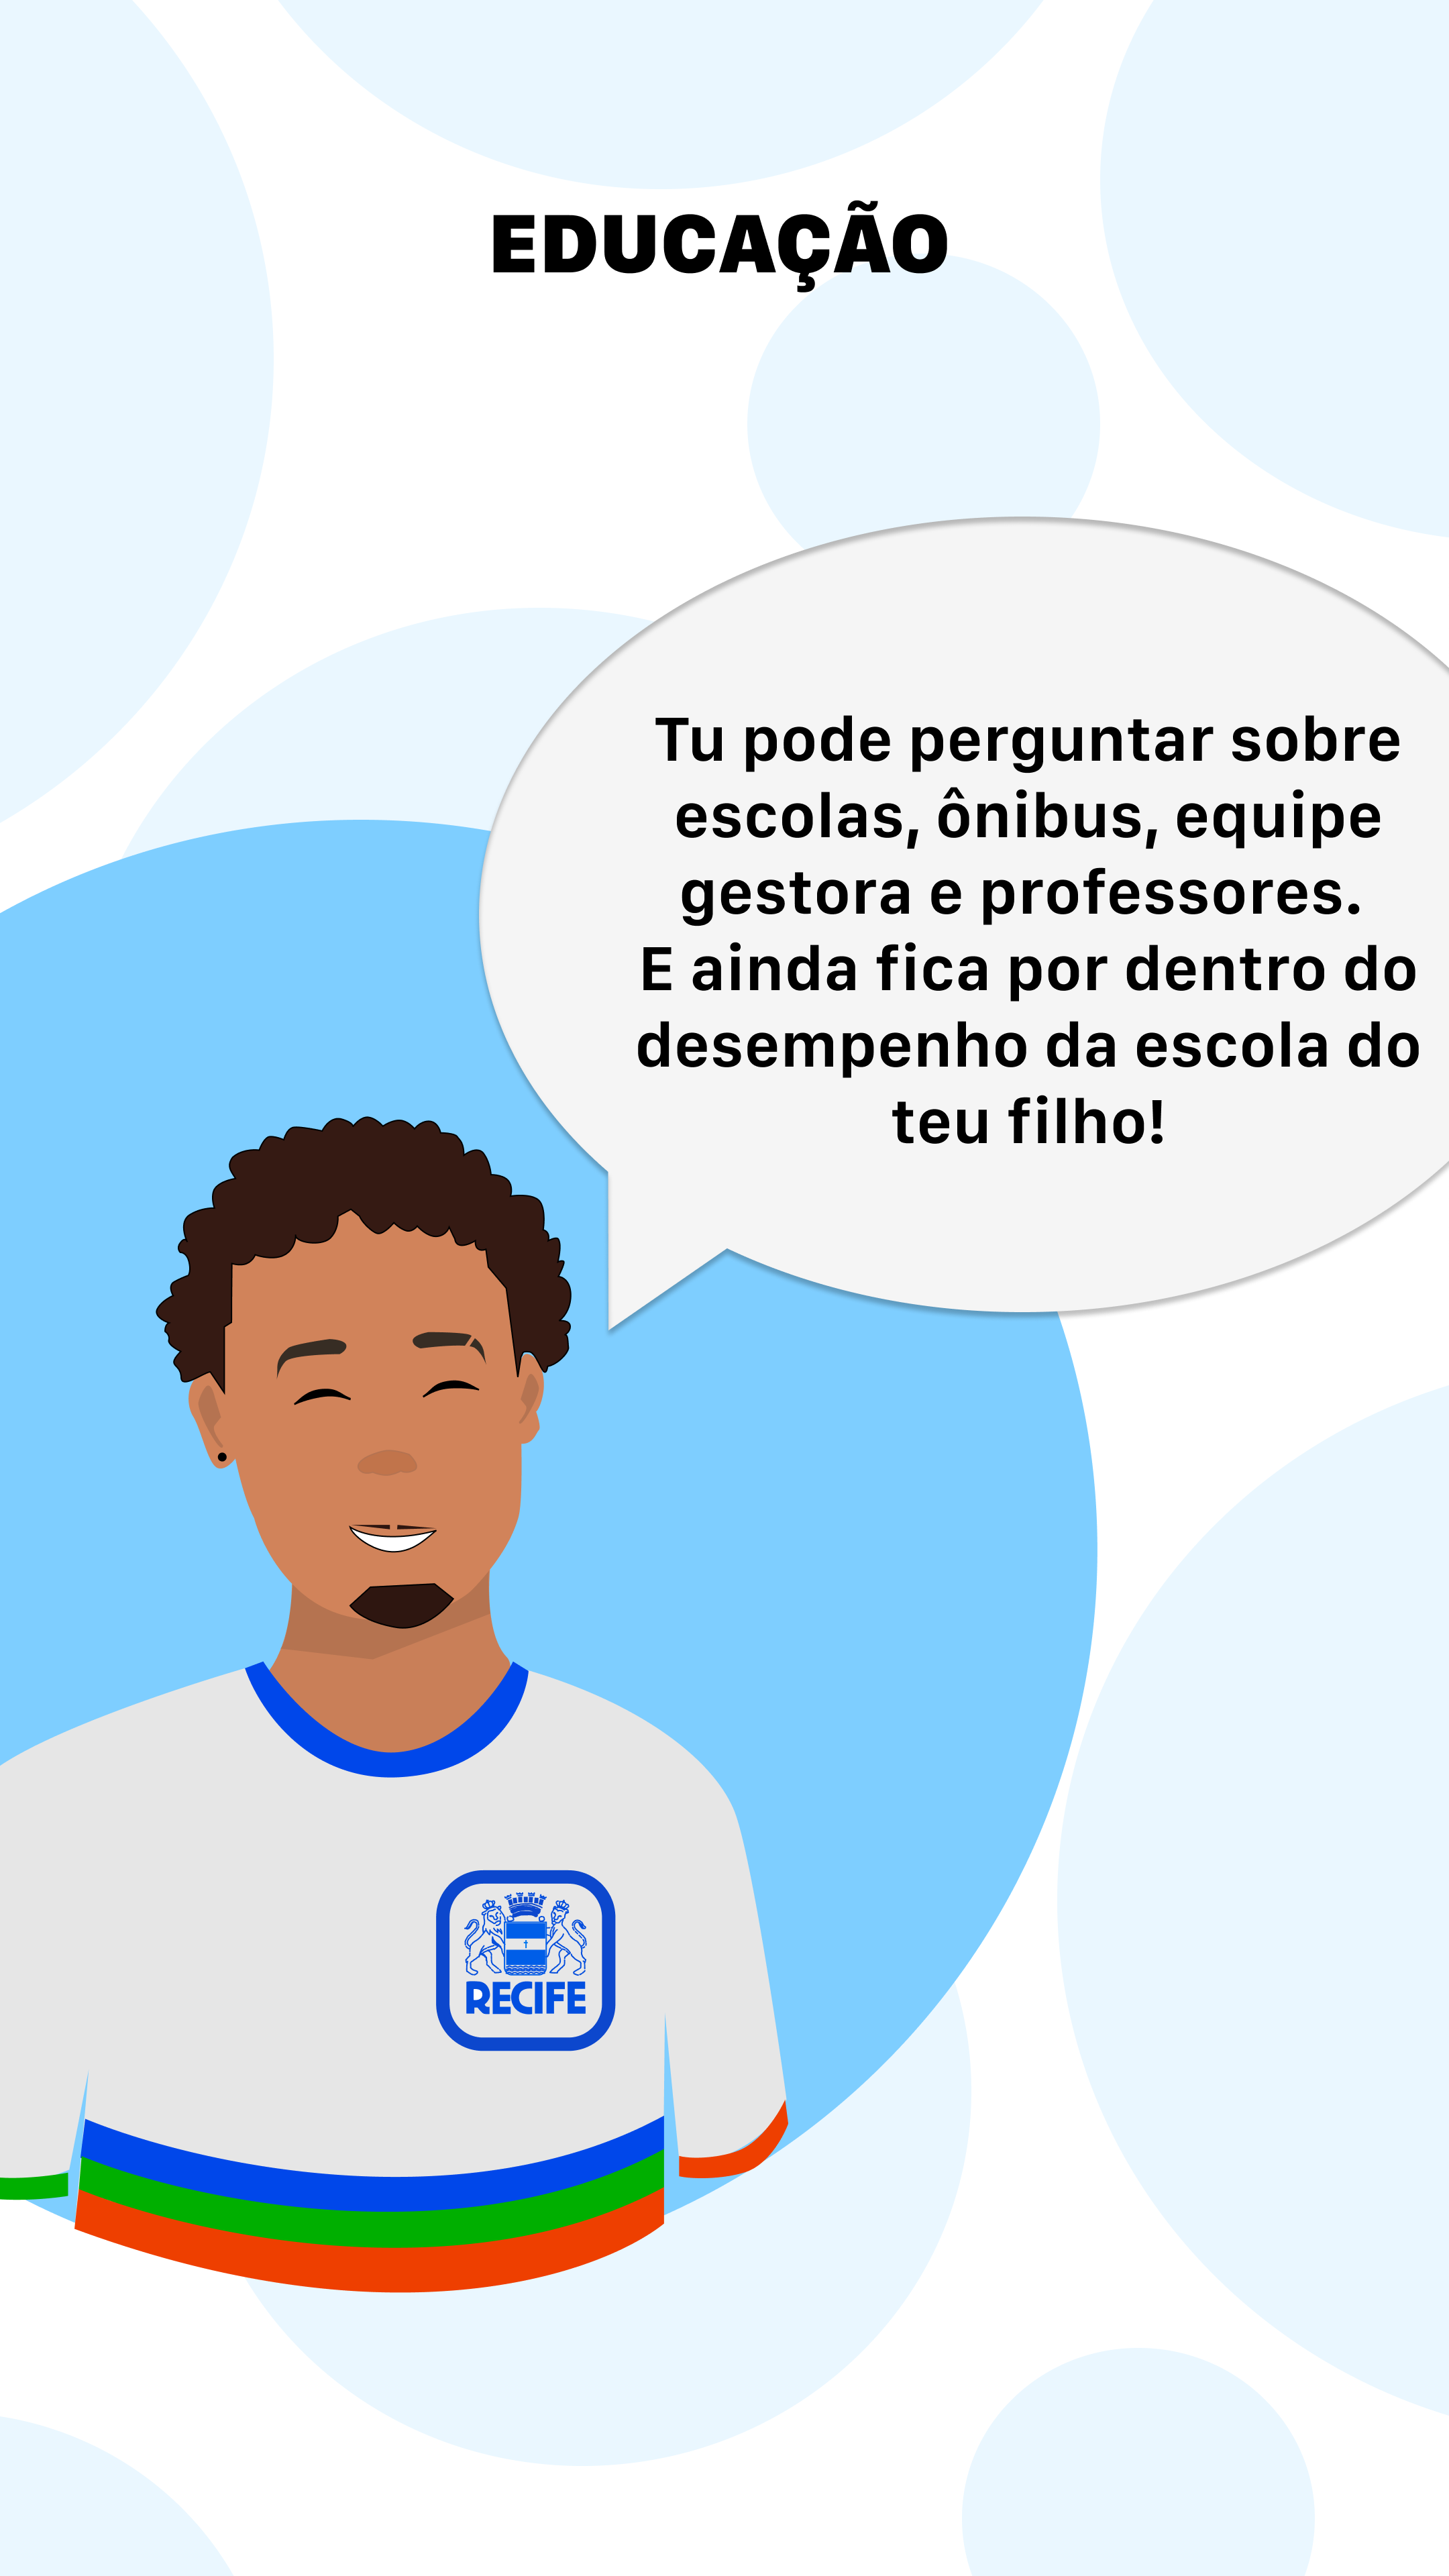 EDUCAÇÃO
Tu pode perguntar sobre
escolas, ônibus, equipe
gestora e professores.
E ainda fica por dentro do
desempenho da escola do
teu filho!
RECIFE